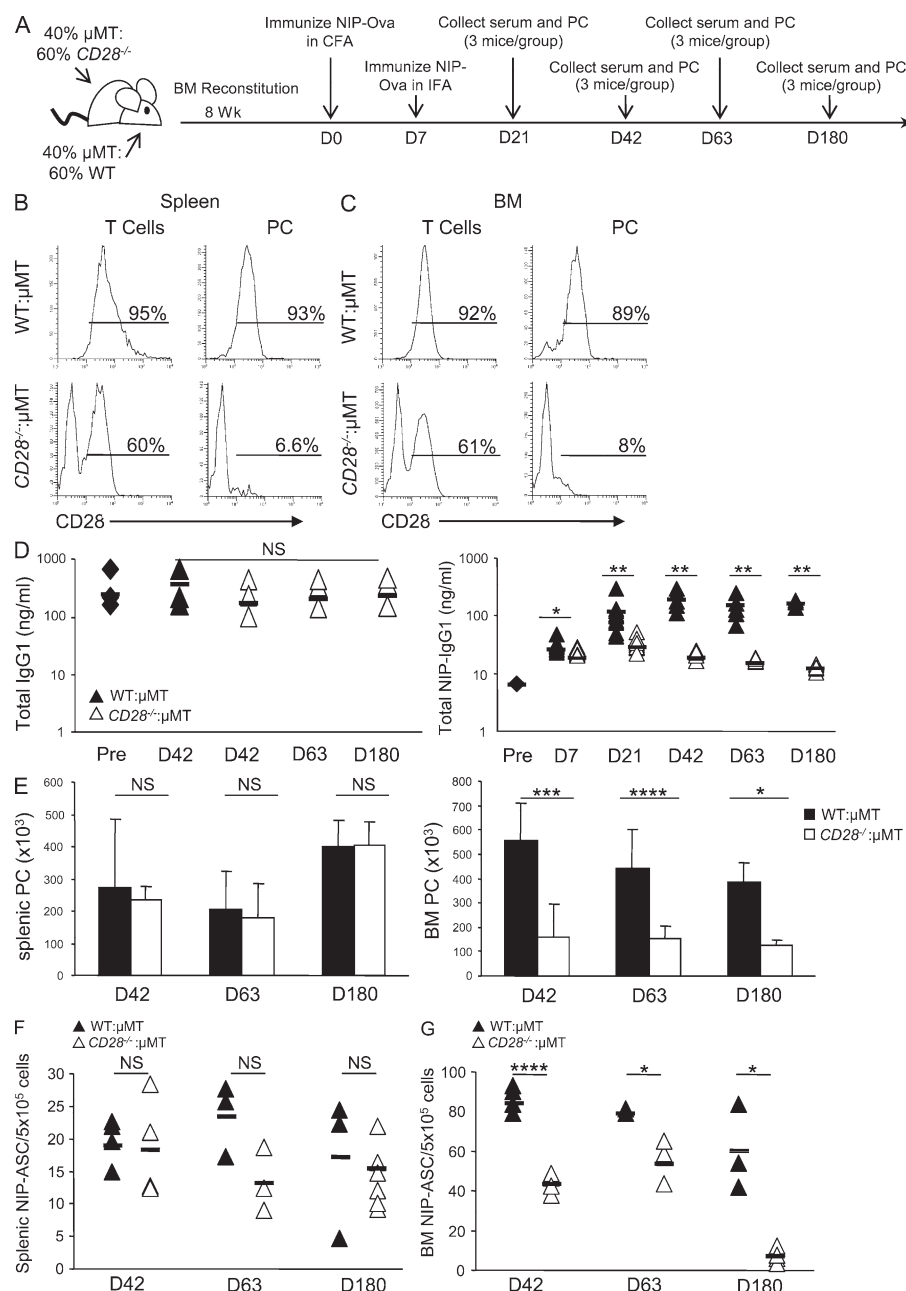 A
40% µMT:
60% CD28-/-
40% µMT:
60% WT
BM Reconstitution
8 Wk
Immunize NIP-Ova
in CFA
Immunize NIP-
Ova in IFA
Collect serum and PC
(3 mice/group)
Collect serum and PC
(3 mice/group)
Collect serum and PC
(3 mice/group)
Collect serum and PC
(3 mice/group)
D0 D7 D21 D42 D63 D180
B Spleen
T Cells PC
WT:µMT
95% 93%
CD28-/-:µMT
60% 6.6%
CD28
C BM
T Cells PC
WT:µMT
92% 89%
CD28-/-:µMT
61% 8%
CD28
D
Total IgG1 (ng/ml)
1000
100
10
1
NS
WT:µMT
CD28-/-:µMT
Pre D42 D42 D63 D180
Total NIP-IgG1 (ng/ml)
1000
100
10
1
* ** ** ** **
Pre D7 D21 D42 D63 D180
E
splenic PC (x10³)
600
500
400
300
200
100
0
NS NS NS
D42 D63 D180
BM PC (x10³)
800
700
600
500
400
300
200
100
0
*** **** *
WT:µMT
CD28-/-:µMT
D42 D63 D180
F
WT:µMT
CD28-/-:µMT
Splenic NIP-ASC/5x10⁵ cells
30
25
20
15
10
5
0
NS NS NS
D42 D63 D180
G
WT:µMT
CD28-/-:µMT
BM NIP-ASC/5x10⁵ cells
100
80
60
40
20
0
**** * *
D42 D63 D180